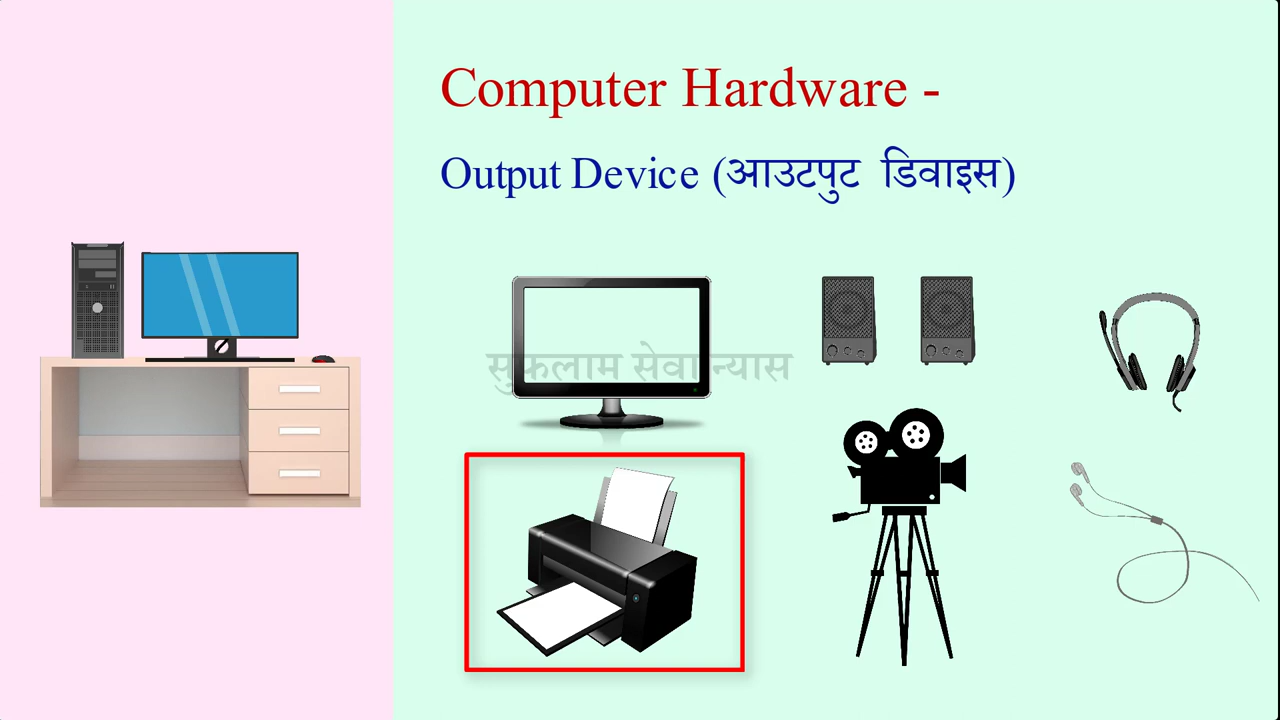 Computer Hardware -
Output Device (आउटपुट डिवाइस)
सुफलाम सेवा न्यास